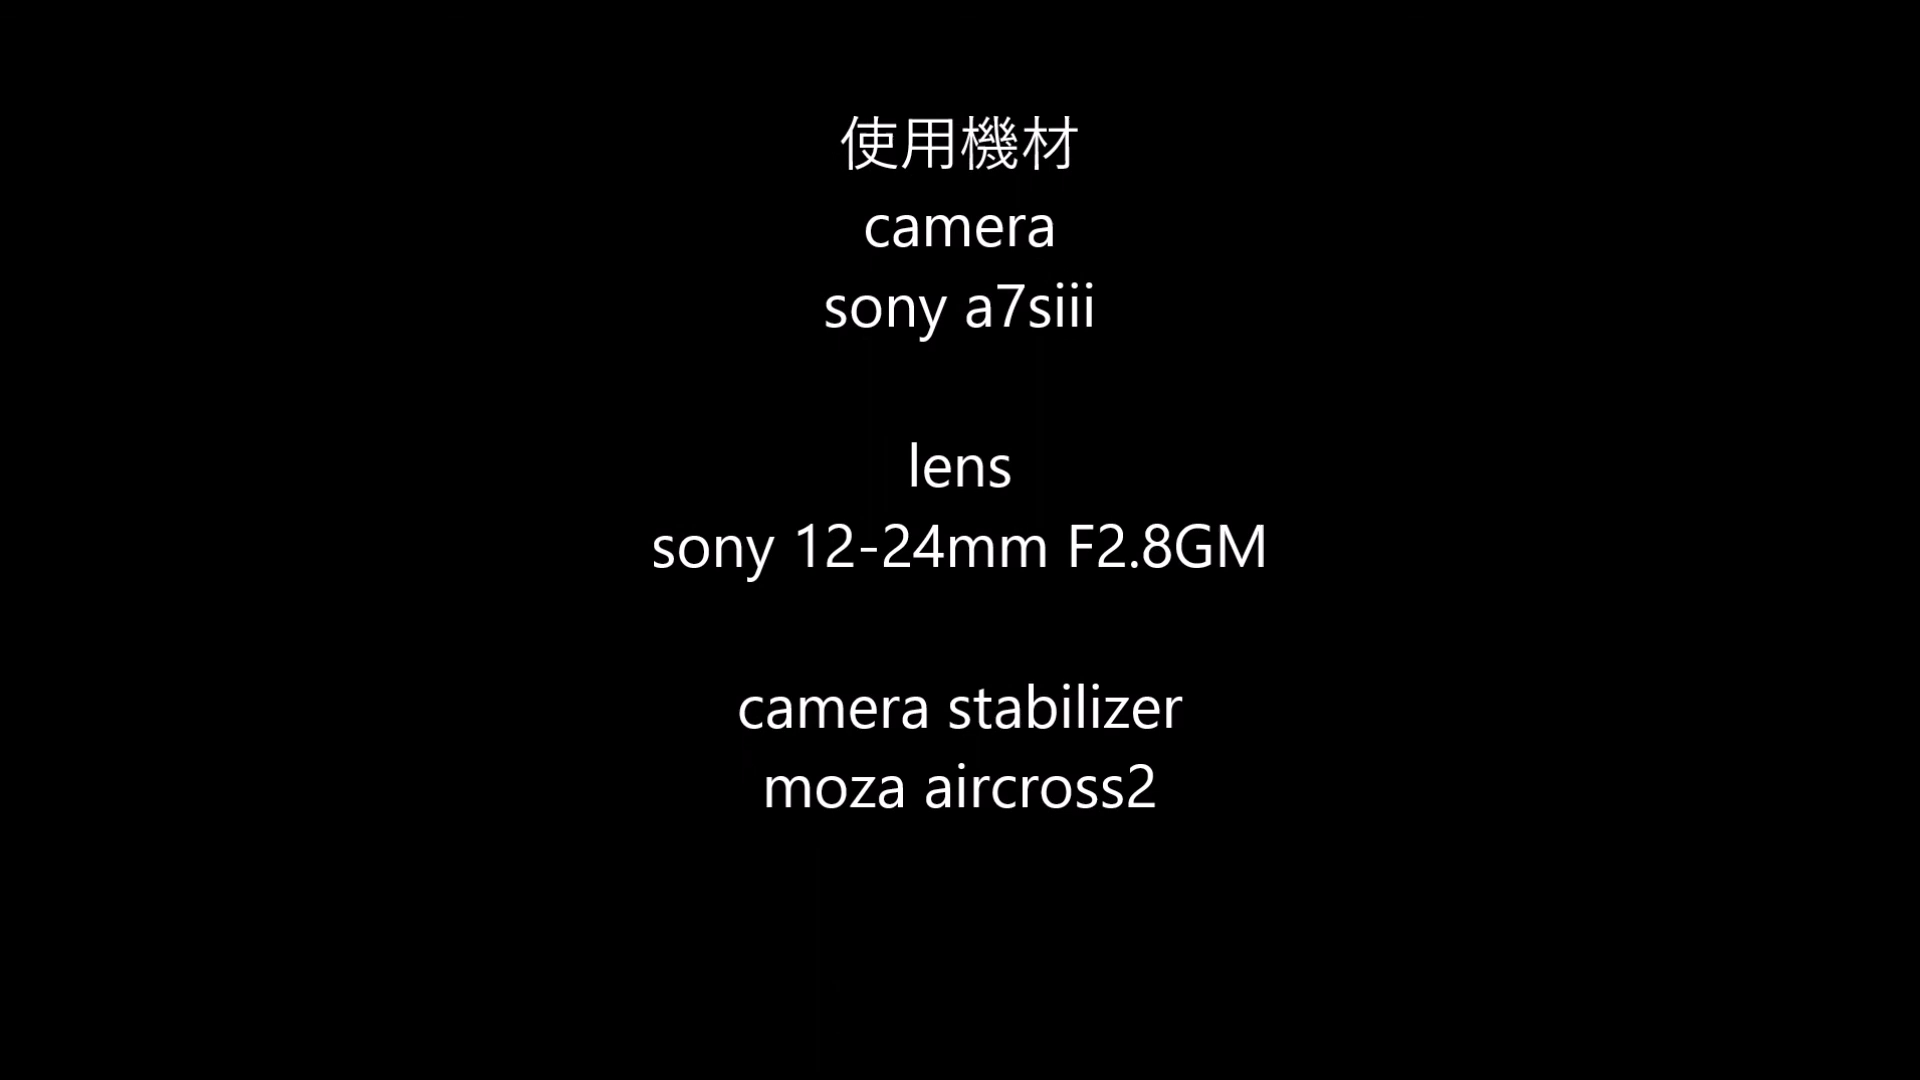 使用機材
camera
sony a7siii
lens
sony 12-24mm F2.8GM
camera stabilizer
moza aircross2